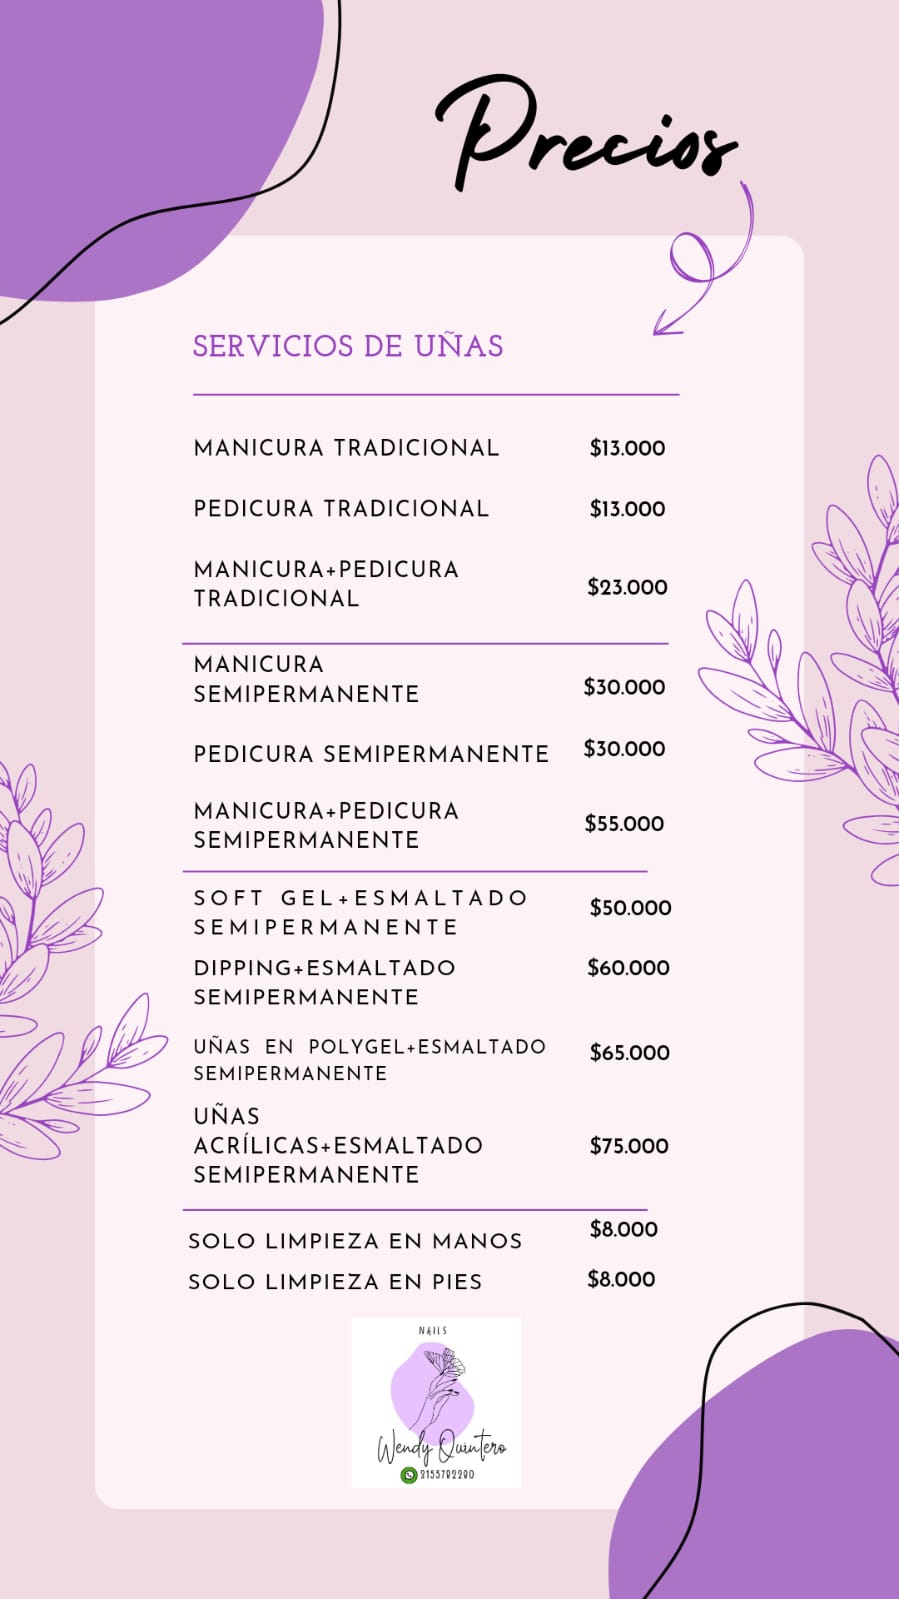 Precios
SERVICIOS DE UÑAS
MANICURA TRADICIONAL $13.000
PEDICURA TRADICIONAL $13.000
MANICURA+PEDICURA
TRADICIONAL $23.000
MANICURA
SEMIPERMANENTE $30.000
PEDICURA SEMIPERMANENTE $30.000
MANICURA+PEDICURA
SEMIPERMANENTE $55.000
SOFT GEL+ESMALTADO
SEMIPERMANENTE $50.000
DIPPING+ESMALTADO $60.000
SEMIPERMANENTE
UÑAS EN POLYGEL+ESMALTADO $65.000
SEMIPERMANENTE
UÑAS
ACRÍLICAS+ESMALTADO $75.000
SEMIPERMANENTE
SOLO LIMPIEZA EN MANOS $8.000
SOLO LIMPIEZA EN PIES $8.000
NAILS
Wendy Quintero
3155782280